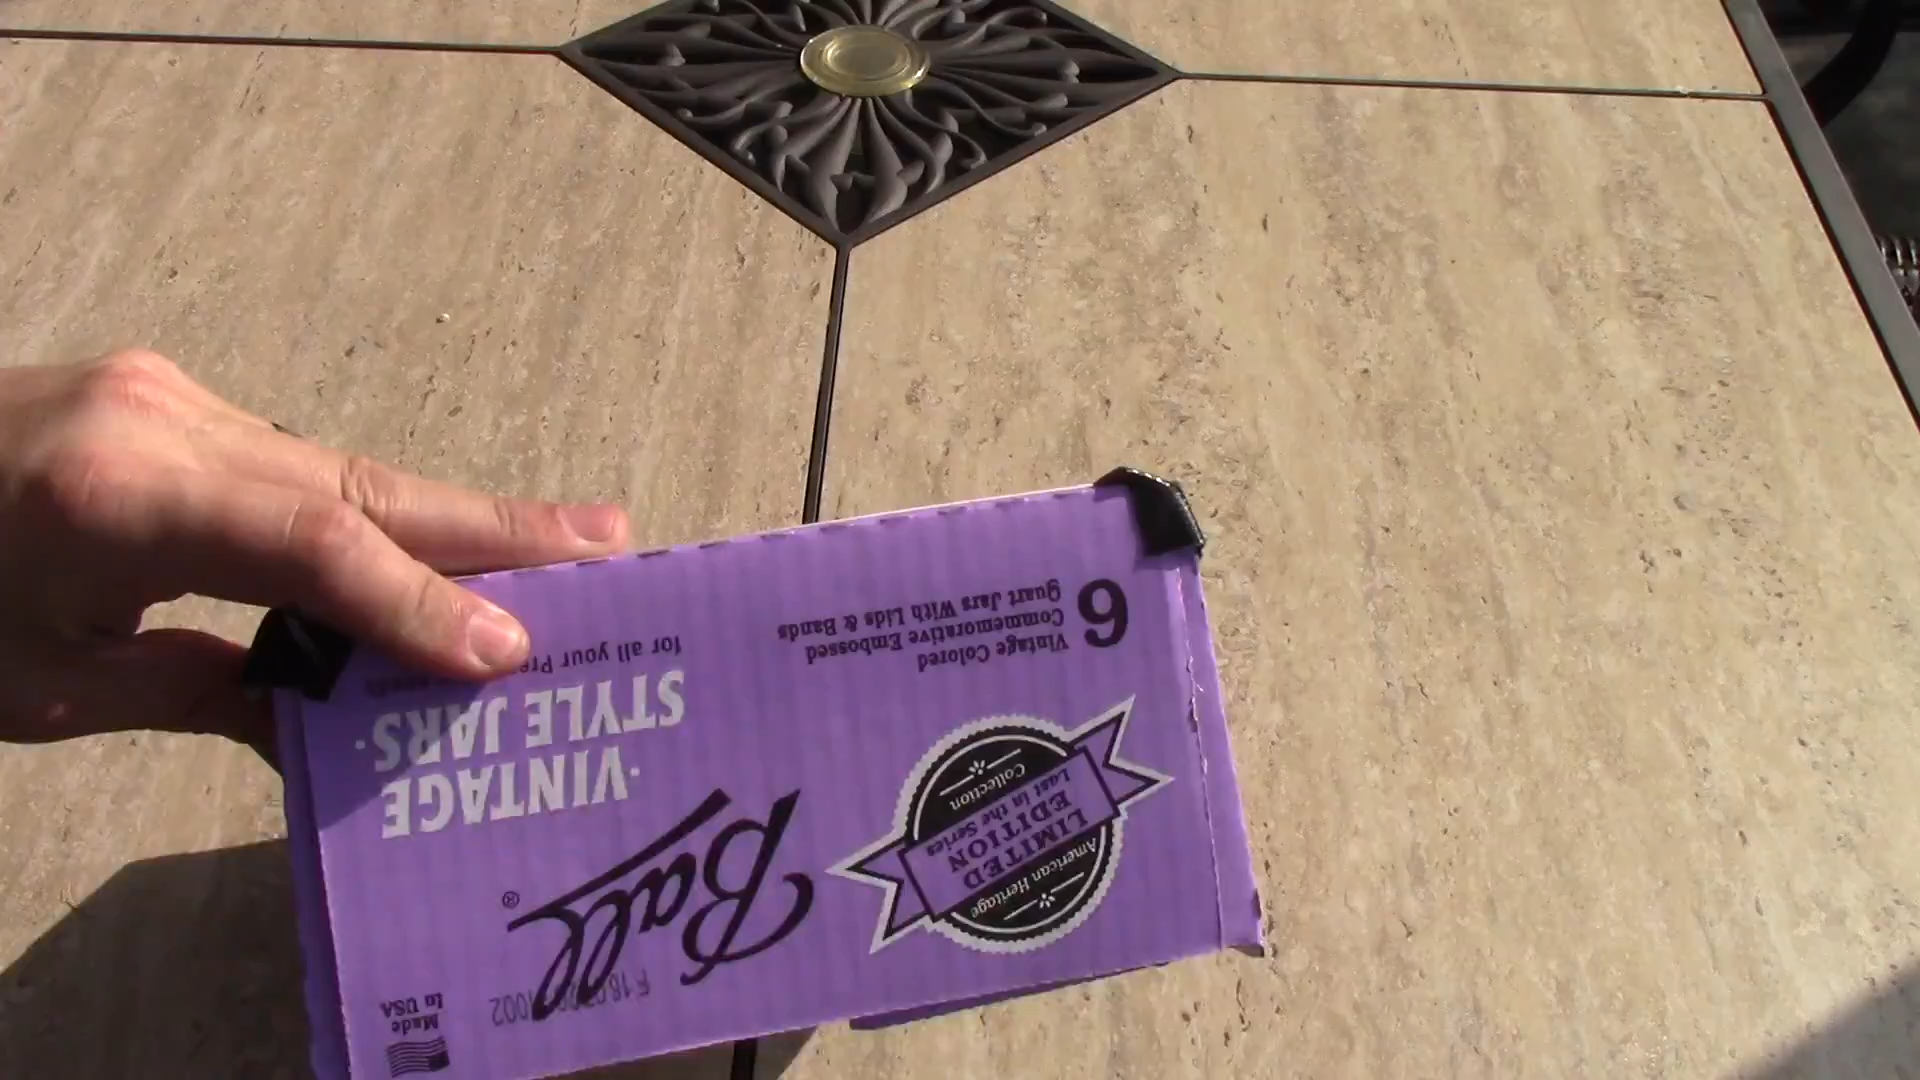 6
Vintage Colored
Commemorative Embossed
Quart Jars With Lids & Bands
American Heritage
LIMITED
EDITION
Last in the Series
Collection
Ball®
·VINTAGE
STYLE JARS·
for all your
Made
In USA